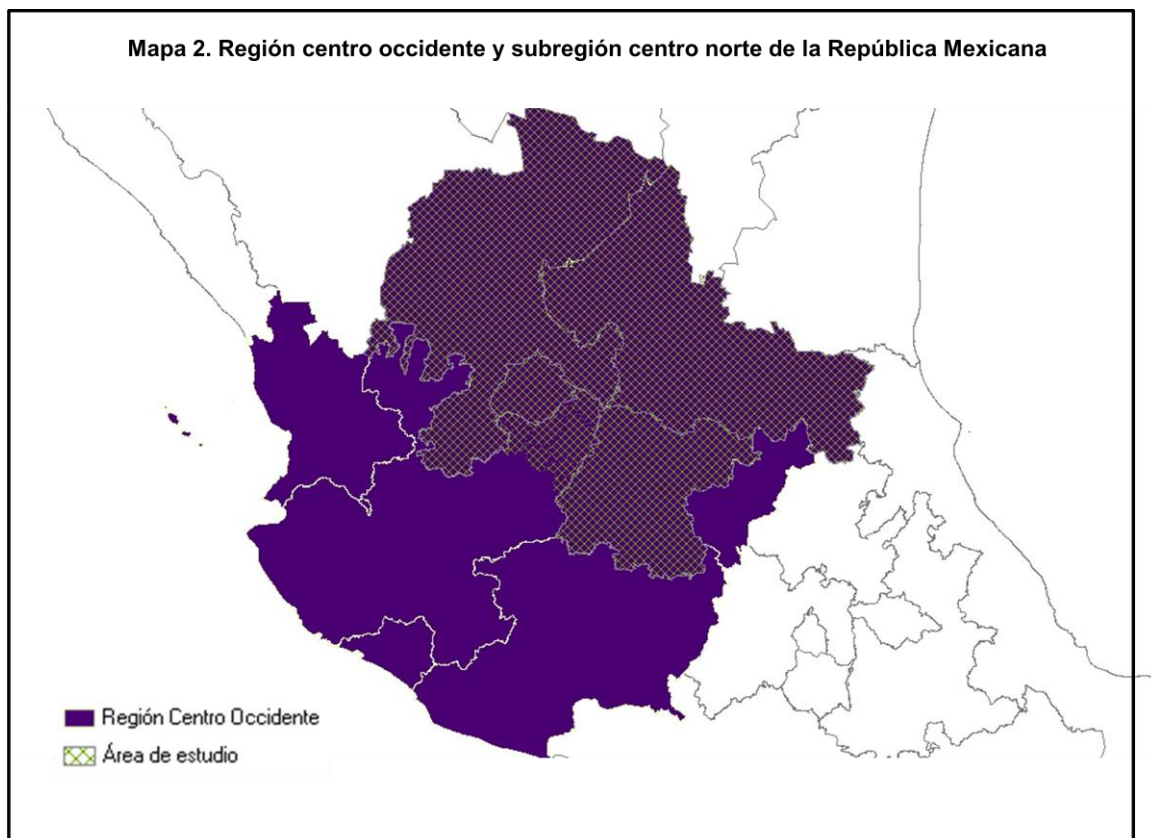 Mapa 2. Región centro occidente y subregión centro norte de la República Mexicana
Región Centro Occidente
Área de estudio